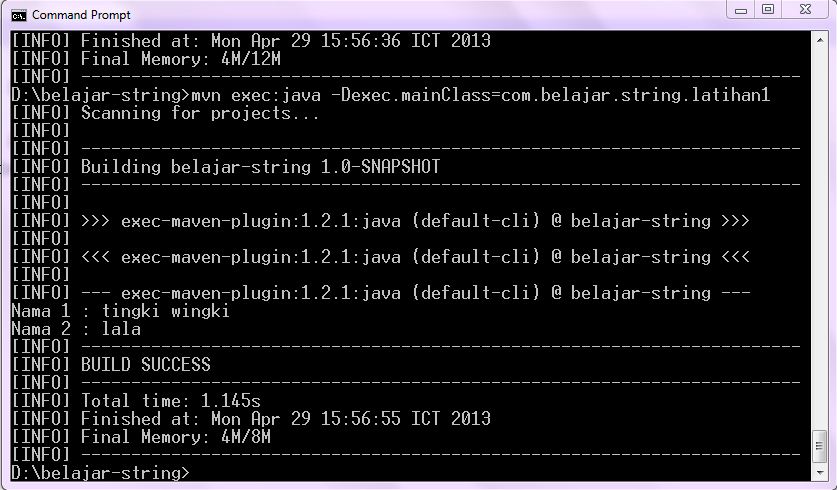 Command Prompt
[INFO] Finished at: Mon Apr 29 15:56:36 ICT 2013
[INFO] Final Memory: 4M/12M
[INFO] ------------------------------------------------------------------------
D:\belajar-string>mvn exec:java -Dexec.mainClass=com.belajar.string.latihan1
[INFO] Scanning for projects...
[INFO]
[INFO] ------------------------------------------------------------------------
[INFO] Building belajar-string 1.0-SNAPSHOT
[INFO] ------------------------------------------------------------------------
[INFO]
[INFO] >>> exec-maven-plugin:1.2.1:java (default-cli) @ belajar-string >>>
[INFO]
[INFO] <<< exec-maven-plugin:1.2.1:java (default-cli) @ belajar-string <<<
[INFO]
[INFO] --- exec-maven-plugin:1.2.1:java (default-cli) @ belajar-string ---
Nama 1 : tingki wingki
Nama 2 : lala
[INFO] ------------------------------------------------------------------------
[INFO] BUILD SUCCESS
[INFO] ------------------------------------------------------------------------
[INFO] Total time: 1.145s
[INFO] Finished at: Mon Apr 29 15:56:55 ICT 2013
[INFO] Final Memory: 4M/8M
[INFO] ------------------------------------------------------------------------
D:\belajar-string>